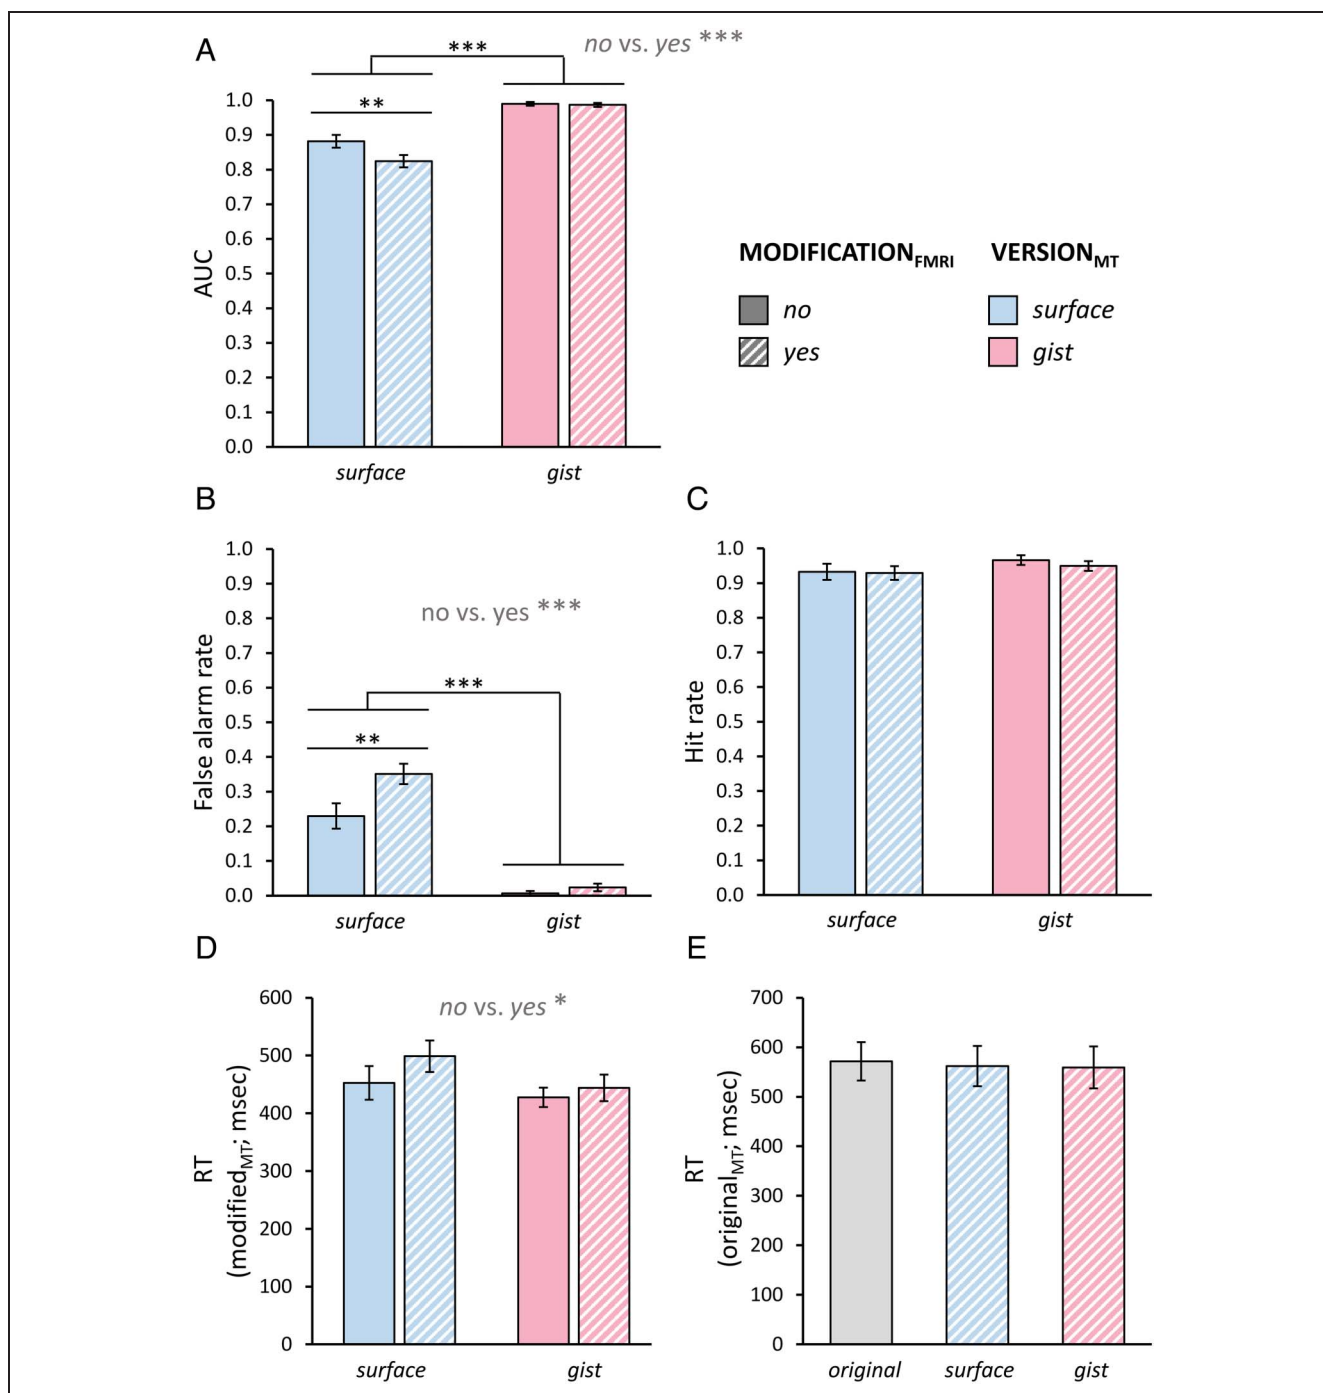 A
*** no vs. yes ***
**
1.0
0.9
0.8
0.7
0.6
0.5
0.4
0.3
0.2
0.1
0.0
AUC
surface gist
MODIFICATIONFMRI VERSIONMT
no surface
yes gist
B
1.0
0.9
0.8
0.7
0.6
0.5
0.4
0.3
0.2
0.1
0.0
False alarm rate
no vs. yes ***
***
**
surface gist
C
1.0
0.9
0.8
0.7
0.6
0.5
0.4
0.3
0.2
0.1
0.0
Hit rate
surface gist
D
600
500
400
300
200
100
0
RT
(modifiedMT; msec)
no vs. yes *
surface gist
E
700
600
500
400
300
200
100
0
RT
(originalMT; msec)
original surface gist